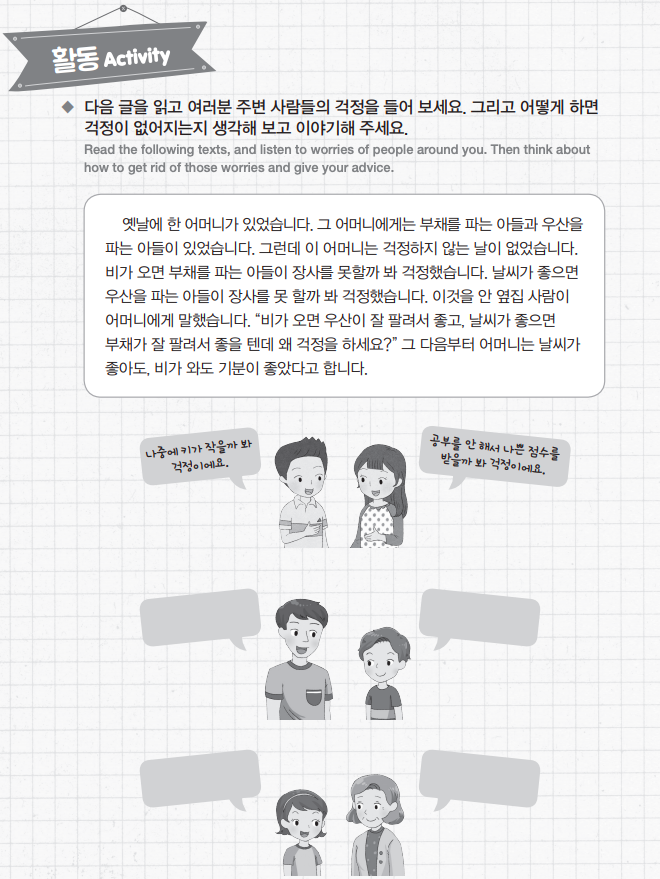 활동 Activity
◆ 다음 글을 읽고 여러분 주변 사람들의 걱정을 들어 보세요. 그리고 어떻게 하면
걱정이 없어지는지 생각해 보고 이야기해 주세요.
Read the following texts, and listen to worries of people around you. Then think about
how to get rid of those worries and give your advice.
옛날에 한 어머니가 있었습니다. 그 어머니에게는 부채를 파는 아들과 우산을
파는 아들이 있었습니다. 그런데 이 어머니는 걱정하지 않는 날이 없었습니다.
비가 오면 부채를 파는 아들이 장사를 못할까 봐 걱정했습니다. 날씨가 좋으면
우산을 파는 아들이 장사를 못 할까 봐 걱정했습니다. 이것을 안 옆집 사람이
어머니에게 말했습니다. “비가 오면 우산이 잘 팔려서 좋고, 날씨가 좋으면
부채가 잘 팔려서 좋을 텐데 왜 걱정을 하세요?” 그 다음부터 어머니는 날씨가
좋아도, 비가 와도 기분이 좋았다고 합니다.
나중에 키가 작을까 봐
걱정이에요.
공부를 안 해서 나쁜 점수를
받을까 봐 걱정이에요.